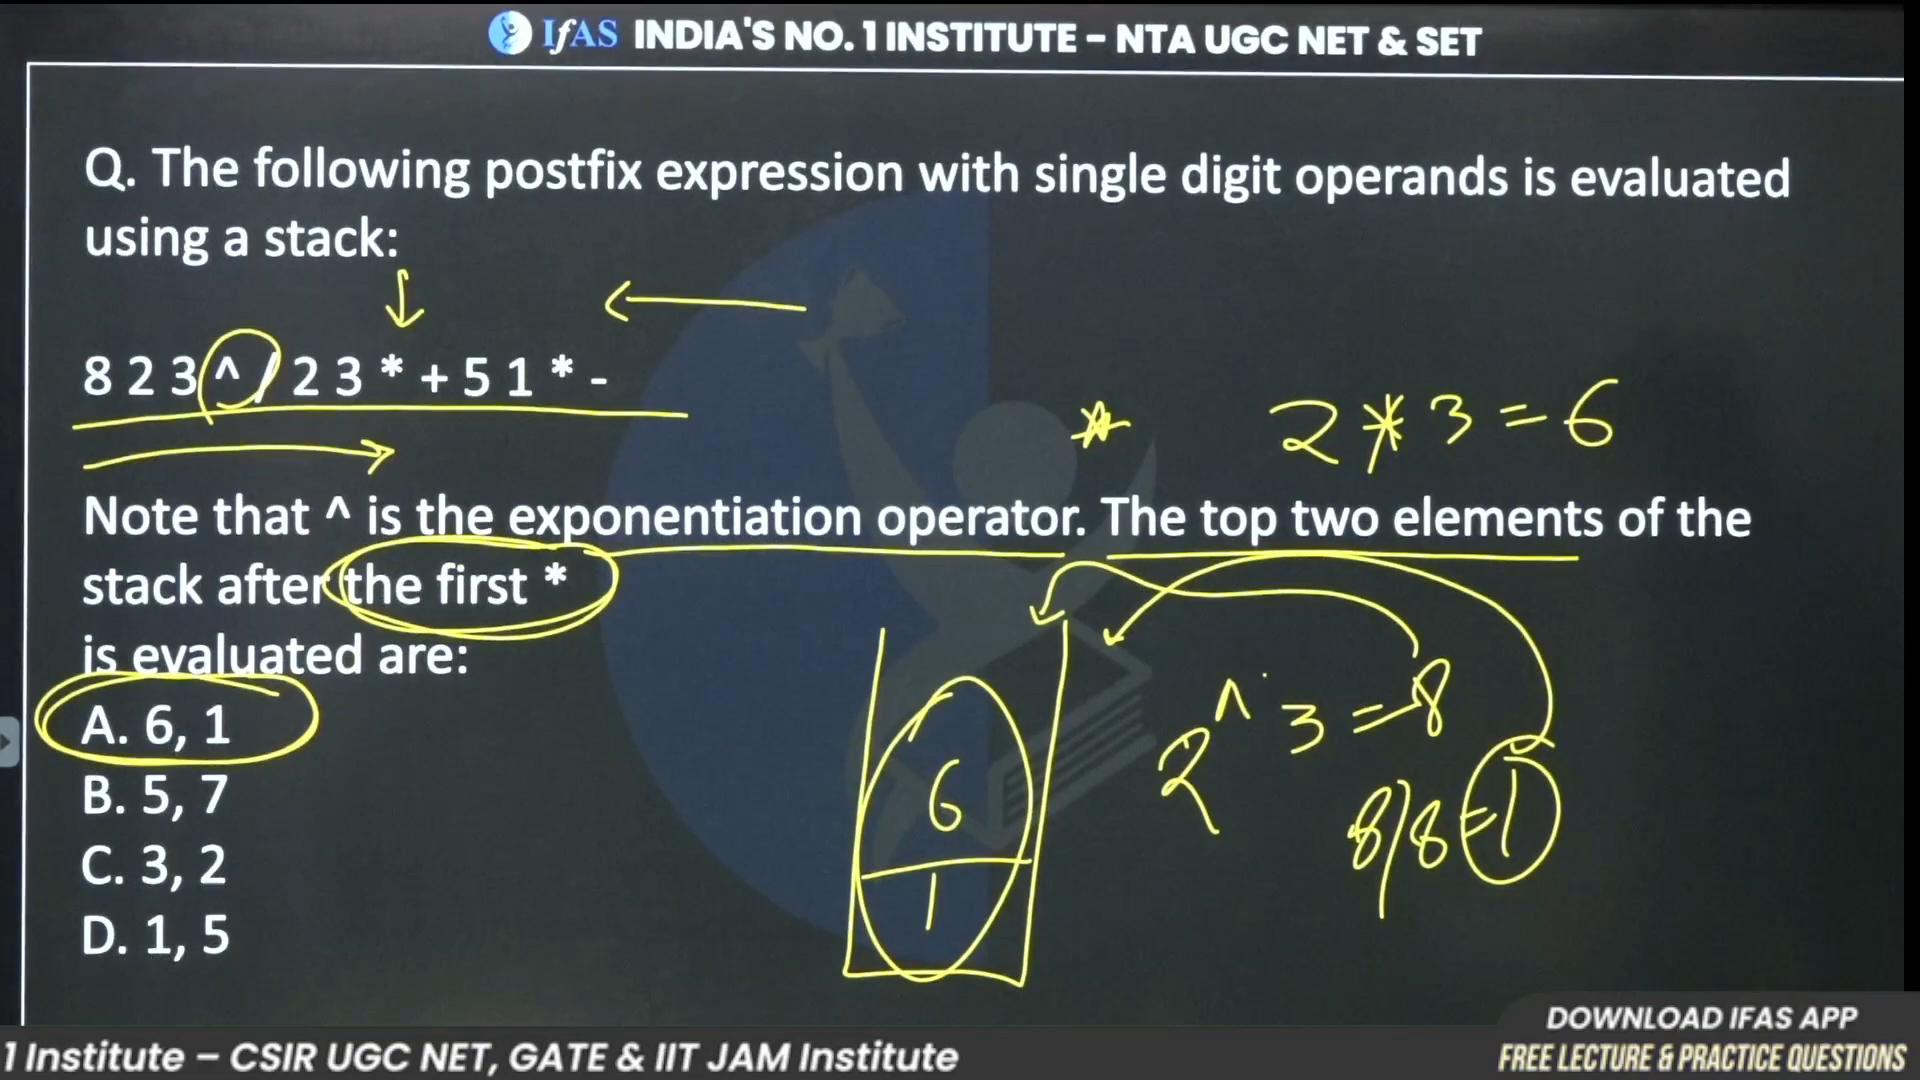 IfAS INDIA'S NO. 1 INSTITUTE – NTA UGC NET & SET
Q. The following postfix expression with single digit operands is evaluated
using a stack:
8 2 3 ^ / 2 3 * + 5 1 * -
* 2 * 3 = 6
Note that ^ is the exponentiation operator. The top two elements of the
stack after the first *
is evaluated are:
A. 6, 1
B. 5, 7
C. 3, 2
D. 1, 5
6
1
2 ^ 3 = 8
8/8 = 1
DOWNLOAD IFAS APP
1 Institute – CSIR UGC NET, GATE & IIT JAM Institute
FREE LECTURE & PRACTICE QUESTIONS